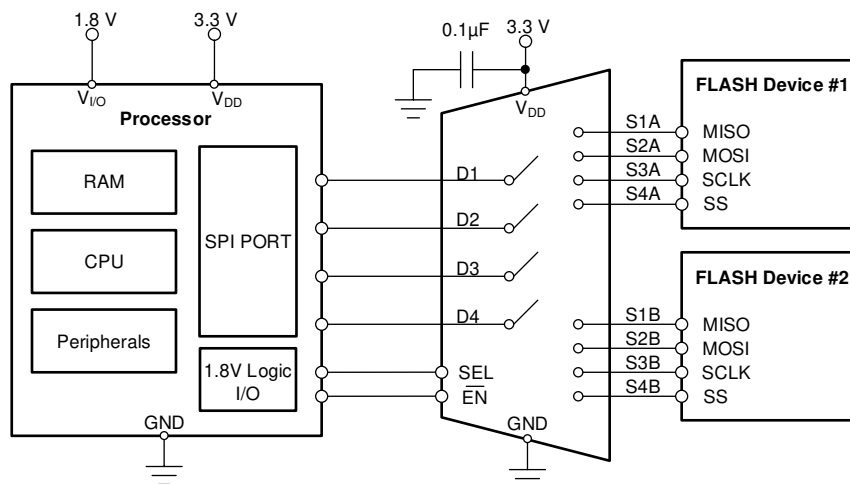 1.8 V
3.3 V
V_I/O
V_DD
Processor
RAM
CPU
Peripherals
SPI PORT
1.8V Logic
I/O
GND
0.1µF
3.3 V
V_DD
D1
D2
D3
D4
SEL
E̅N̅
GND
S1A
S2A
S3A
S4A
S1B
S2B
S3B
S4B
FLASH Device #1
MISO
MOSI
SCLK
SS
FLASH Device #2
MISO
MOSI
SCLK
SS